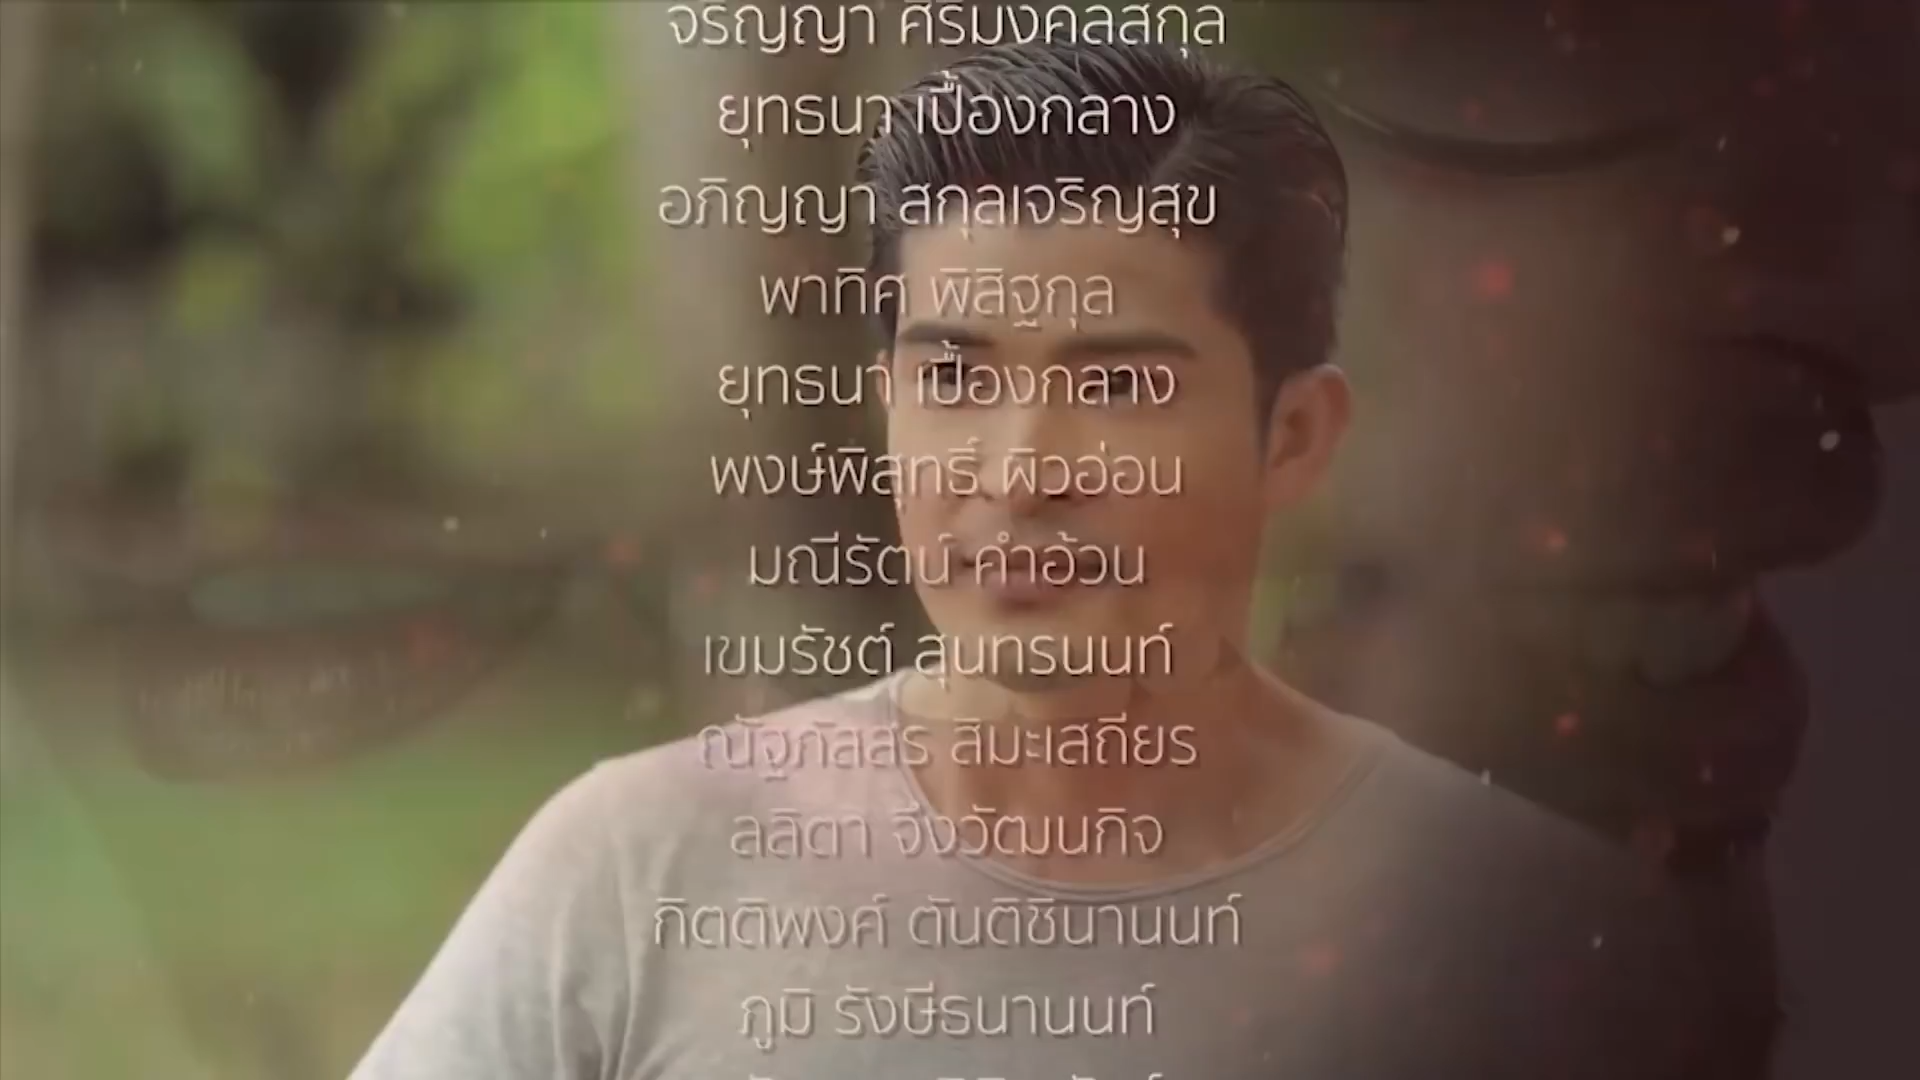 จริญญา ศิริมงคลสกุล
ยุทธนา เปื้องกลาง
อภิญญา สกุลเจริญสุข
พาทิศ พิสิฐกุล
ยุทธนา เปื้องกลาง
พงษ์พิสุทธิ์ ผิวอ่อน
มณีรัตน์ คำอ้วน
เขมรัชต์ สุนทรนนท์
ณัฐภัสสร สิมะเสถียร
ลลิตา จึงวัฒนกิจ
กิตติพงศ์ ตันติชินานนท์
ภูมิ รังษีธนานนท์